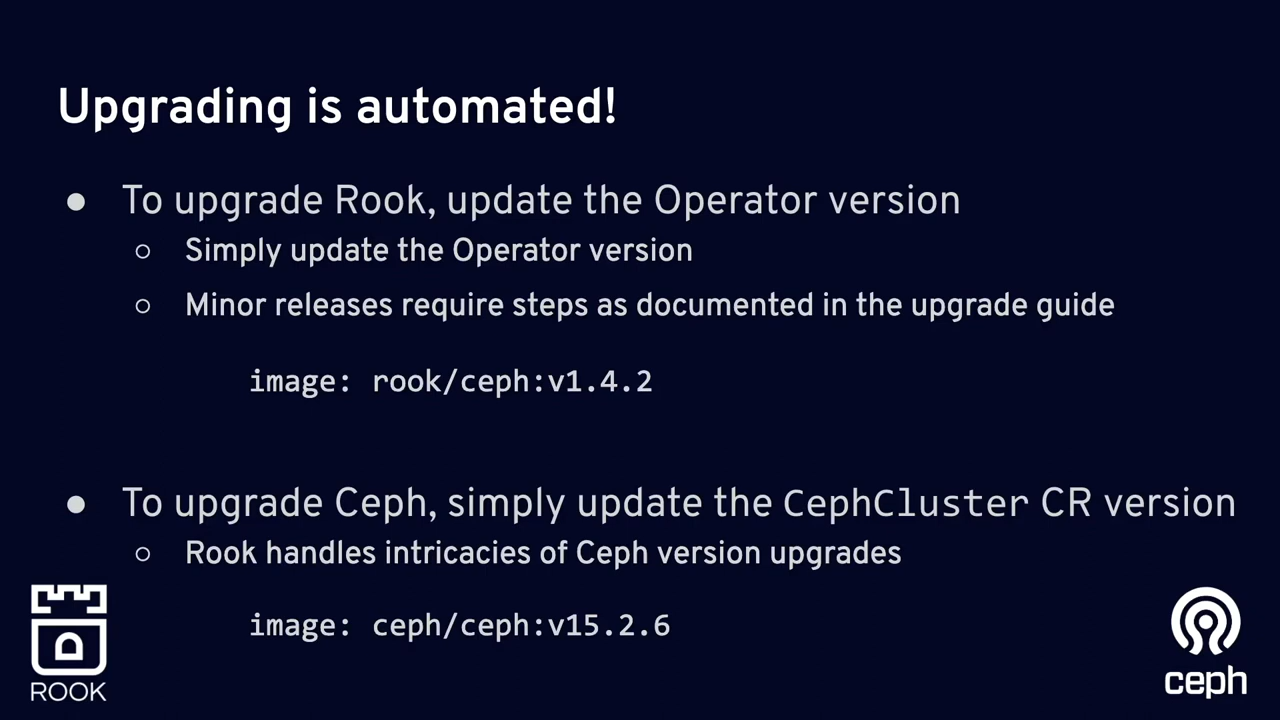 Upgrading is automated!
● To upgrade Rook, update the Operator version
○ Simply update the Operator version
○ Minor releases require steps as documented in the upgrade guide
image: rook/ceph:v1.4.2
● To upgrade Ceph, simply update the CephCluster CR version
○ Rook handles intricacies of Ceph version upgrades
image: ceph/ceph:v15.2.6
ROOK
ceph